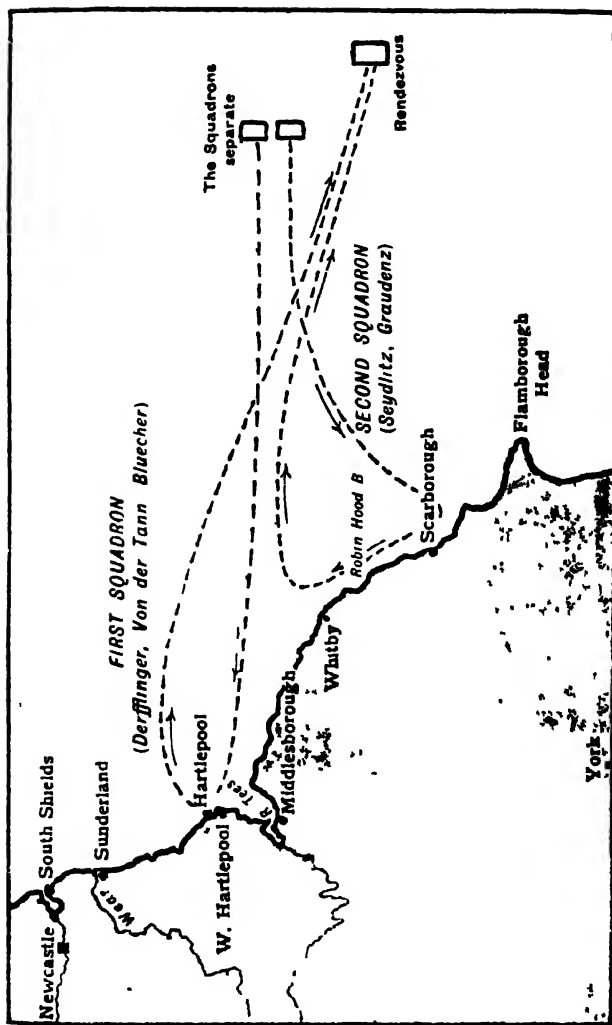 Newcastle
South Shields
Sunderland
Wear
Hartlepool
W. Hartlepool
R. Tees
Middlesborough
Whitby
Robin Hood B
Scarborough
Flamborough
Head
York
FIRST SQUADRON
(Derfflinger, Von der Tann Bluecher)
SECOND SQUADRON
(Seydlitz, Graudenz)
The Squadrons
separate
Rendezvous